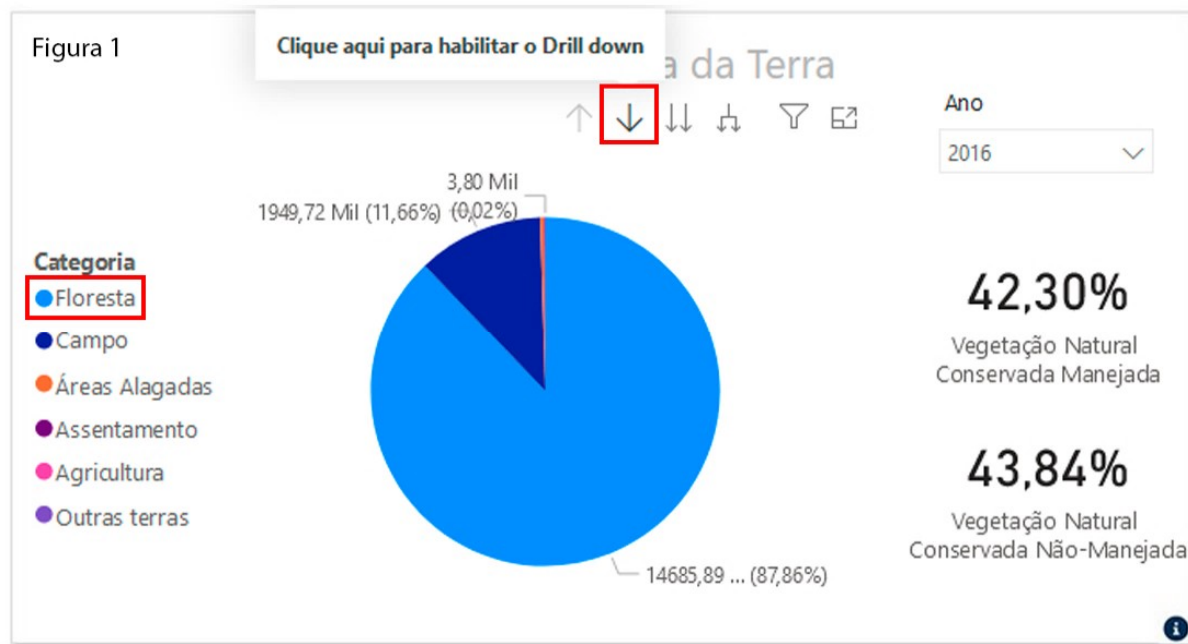 Figura 1
Clique aqui para habilitar o Drill down
a da Terra
Ano
2016
3,80 Mil
1949,72 Mil (11,66%) (0,02%)
Categoria
Floresta
Campo
Áreas Alagadas
Assentamento
Agricultura
Outras terras
42,30%
Vegetação Natural
Conservada Manejada
43,84%
Vegetação Natural
Conservada Não-Manejada
14685,89 ... (87,86%)